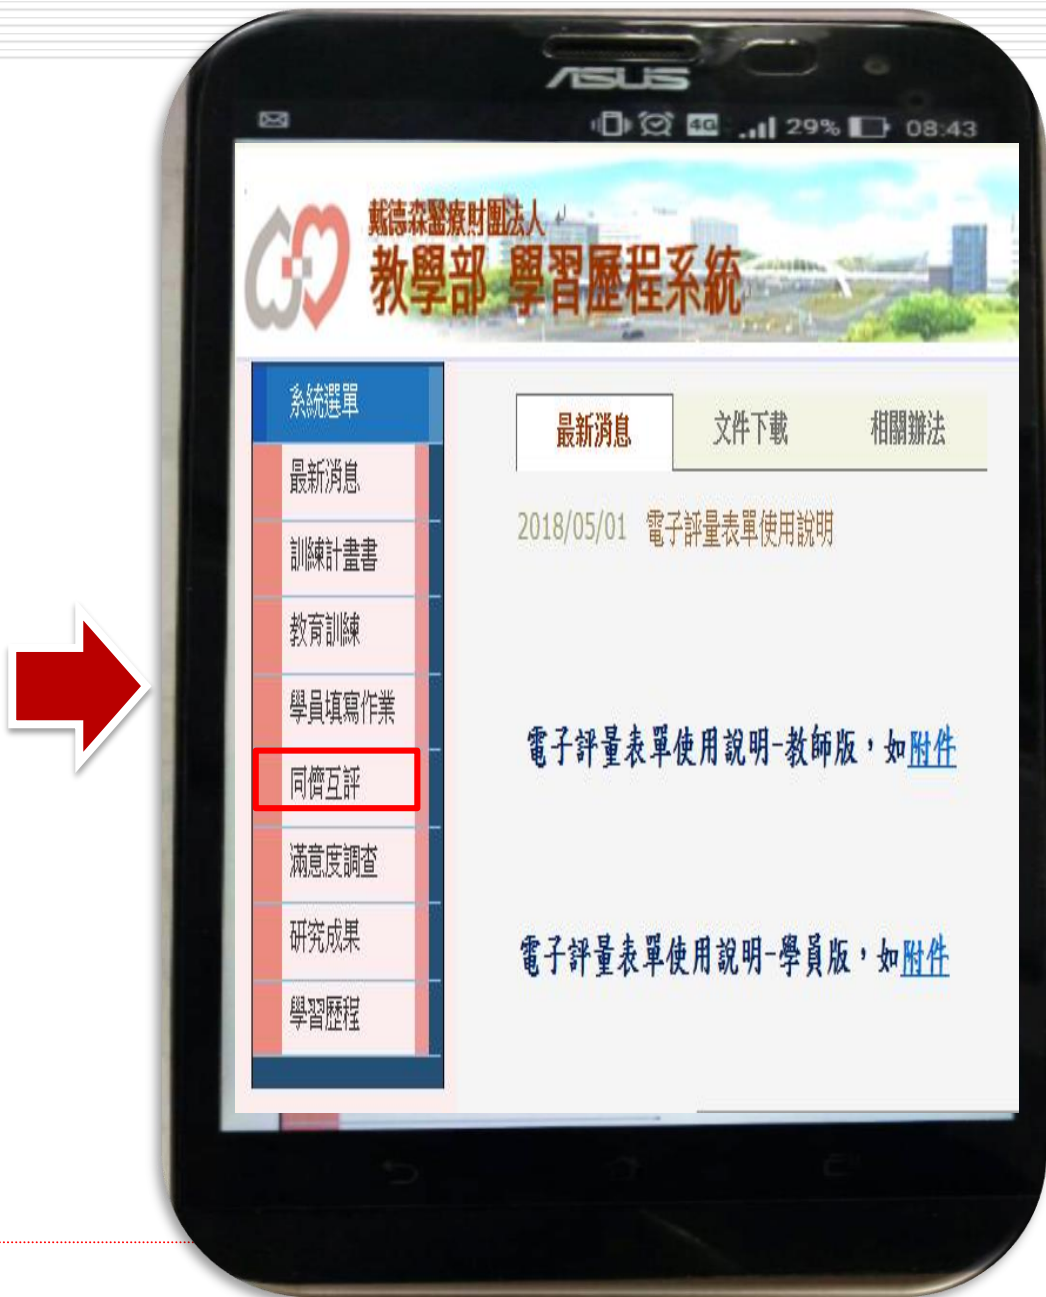 ASUS
4G 29% 08:43
戴德森醫療財團法人
教學部 學習歷程系統
系統選單
最新消息
訓練計畫書
教育訓練
學員填寫作業
同儕互評
滿意度調查
研究成果
學習歷程
最新消息 文件下載 相關辦法
2018/05/01 電子評量表單使用說明
電子評量表單使用說明-教師版，如附件
電子評量表單使用說明-學員版，如附件